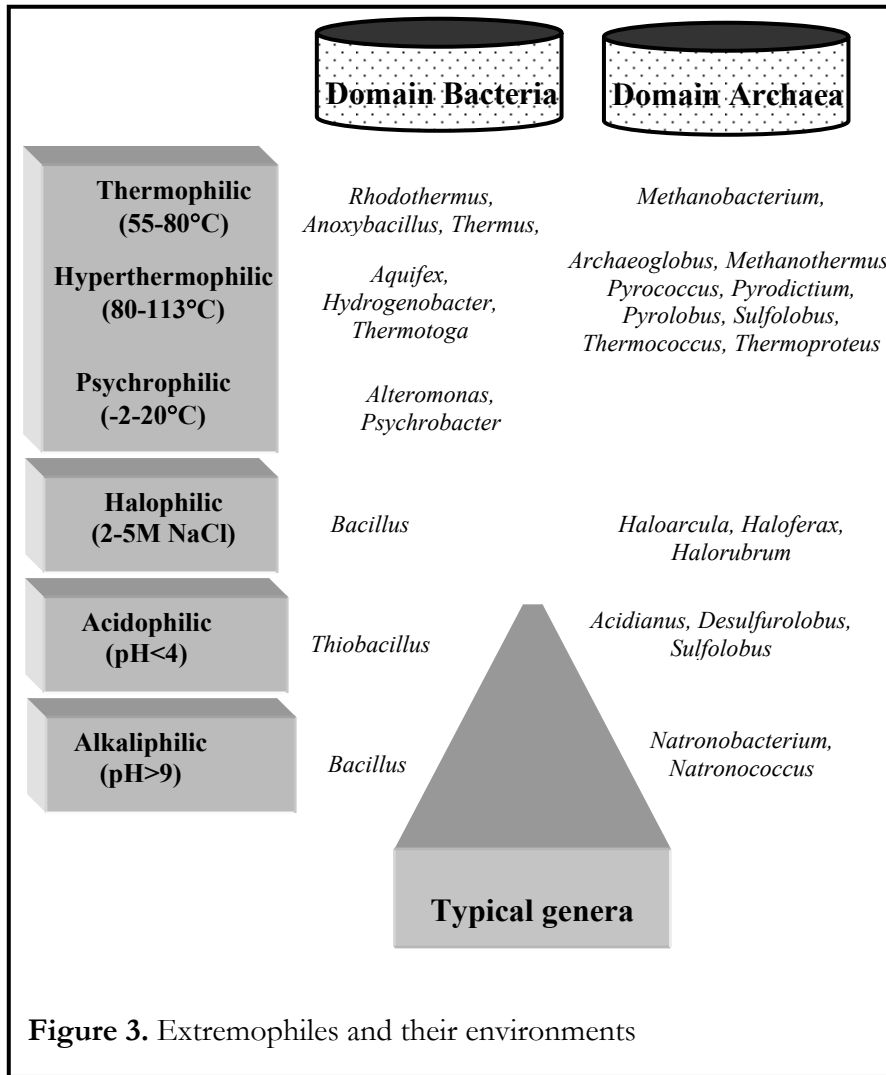 Domain Bacteria
Domain Archaea
Thermophilic
(55-80°C)
Rhodothermus,
Anoxybacillus, Thermus,
Methanobacterium,
Hyperthermophilic
(80-113°C)
Aquifex,
Hydrogenobacter,
Thermotoga
Archaeoglobus, Methanothermus
Pyrococcus, Pyrodictium,
Pyrolobus, Sulfolobus,
Thermococcus, Thermoproteus
Psychrophilic
(-2-20°C)
Alteromonas,
Psychrobacter
Halophilic
(2-5M NaCl)
Bacillus
Haloarcula, Haloferax,
Halorubrum
Acidophilic
(pH<4)
Thiobacillus
Acidianus, Desulfurolobus,
Sulfolobus
Alkaliphilic
(pH>9)
Bacillus
Natronobacterium,
Natronococcus
Typical genera
Figure 3. Extremophiles and their environments